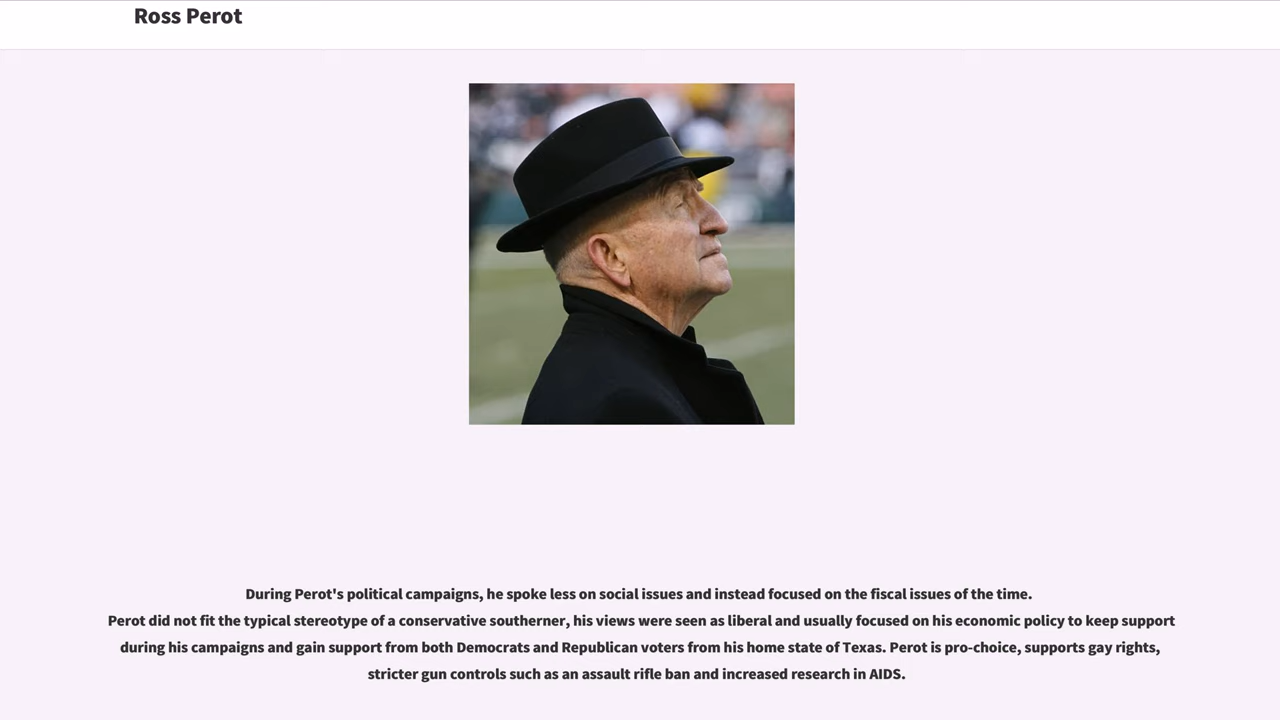 Ross Perot
During Perot's political campaigns, he spoke less on social issues and instead focused on the fiscal issues of the time.
Perot did not fit the typical stereotype of a conservative southerner, his views were seen as liberal and usually focused on his economic policy to keep support
during his campaigns and gain support from both Democrats and Republican voters from his home state of Texas. Perot is pro-choice, supports gay rights,
stricter gun controls such as an assault rifle ban and increased research in AIDS.